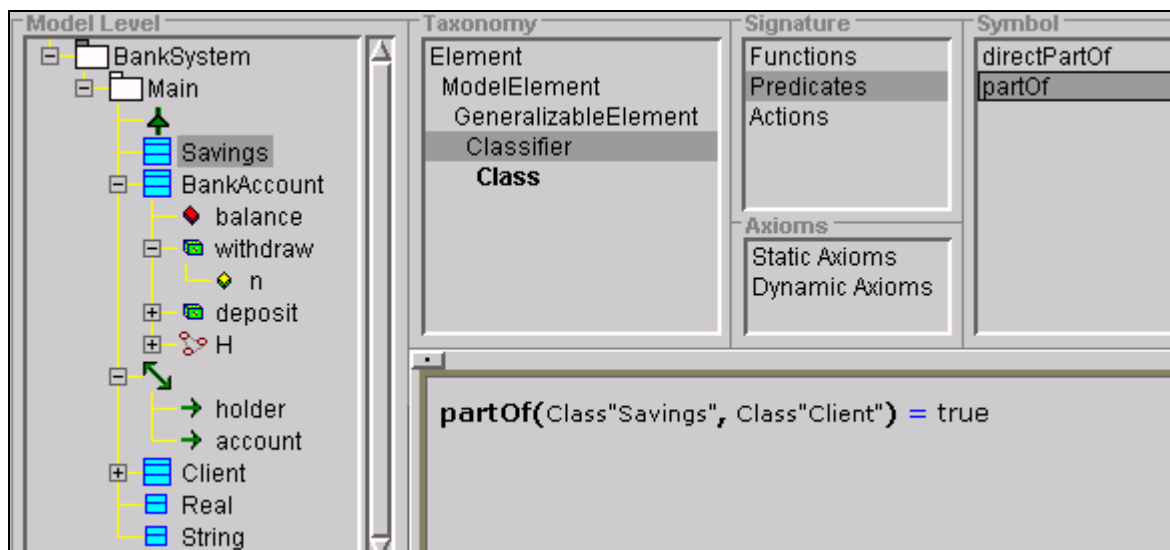 Model Level
BankSystem
Main
Savings
BankAccount
balance
withdraw
n
deposit
H
holder
account
Client
Real
String
Taxonomy
Element
ModelElement
GeneralizableElement
Classifier
Class
Signature
Functions
Predicates
Actions
Axioms
Static Axioms
Dynamic Axioms
Symbol
directPartOf
partOf
partOf(Class"Savings", Class"Client") = true